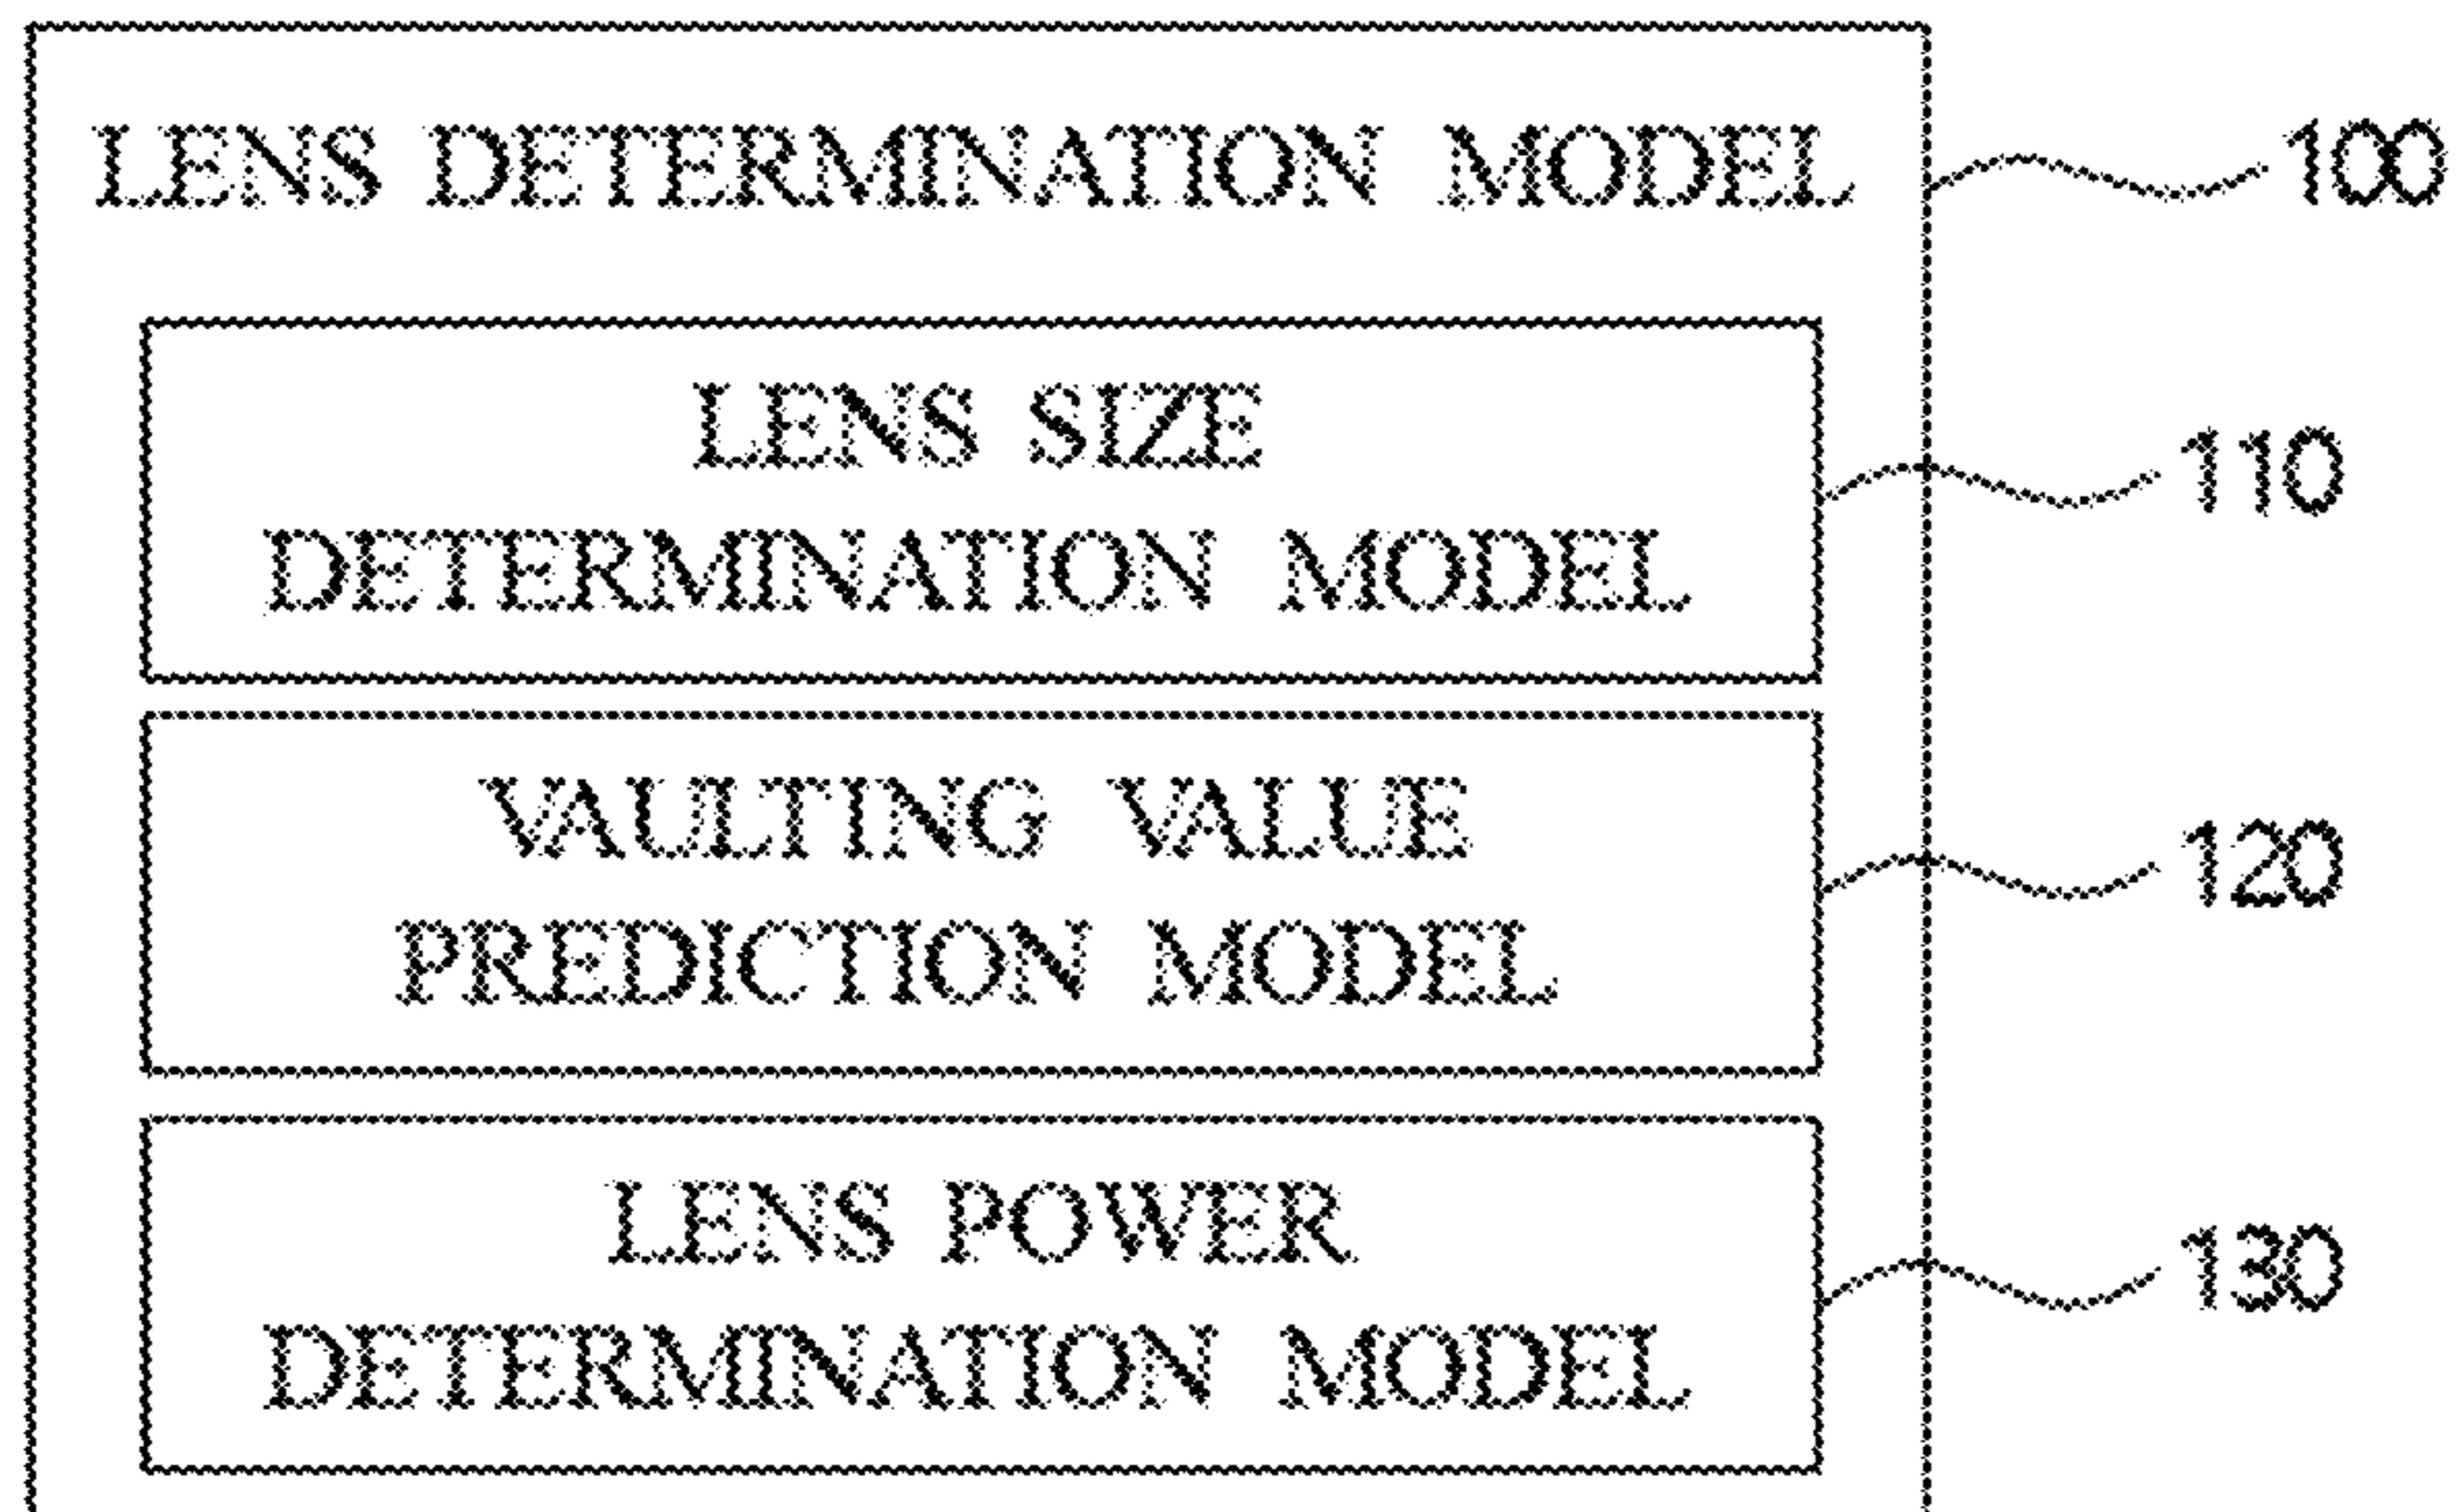 LENS DETERMINATION MODEL 100
LENS SIZE
DETERMINATION MODEL
110
VAULTING VALUE
PREDICTION MODEL
120
LENS POWER
DETERMINATION MODEL
130